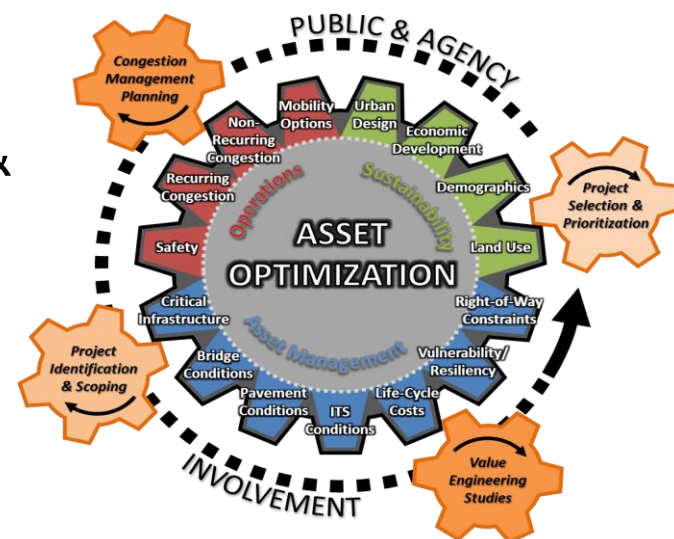 PUBLIC & AGENCY
Congestion
Management
Planning
Mobility
Options
Urban
Design
Non-
Recurring
Congestion
Economic
Development
Recurring
Congestion
Demographics
Operations
Sustainability
Project
Selection &
Prioritization
Safety
ASSET
OPTIMIZATION
Land Use
Critical
Infrastructure
Right-of-Way
Constraints
Asset Management
Project
Identification
& Scoping
Bridge
Conditions
Vulnerability/
Resiliency
Pavement
Conditions
ITS
Conditions
Life-Cycle
Costs
Value
Engineering
Studies
INVOLVEMENT